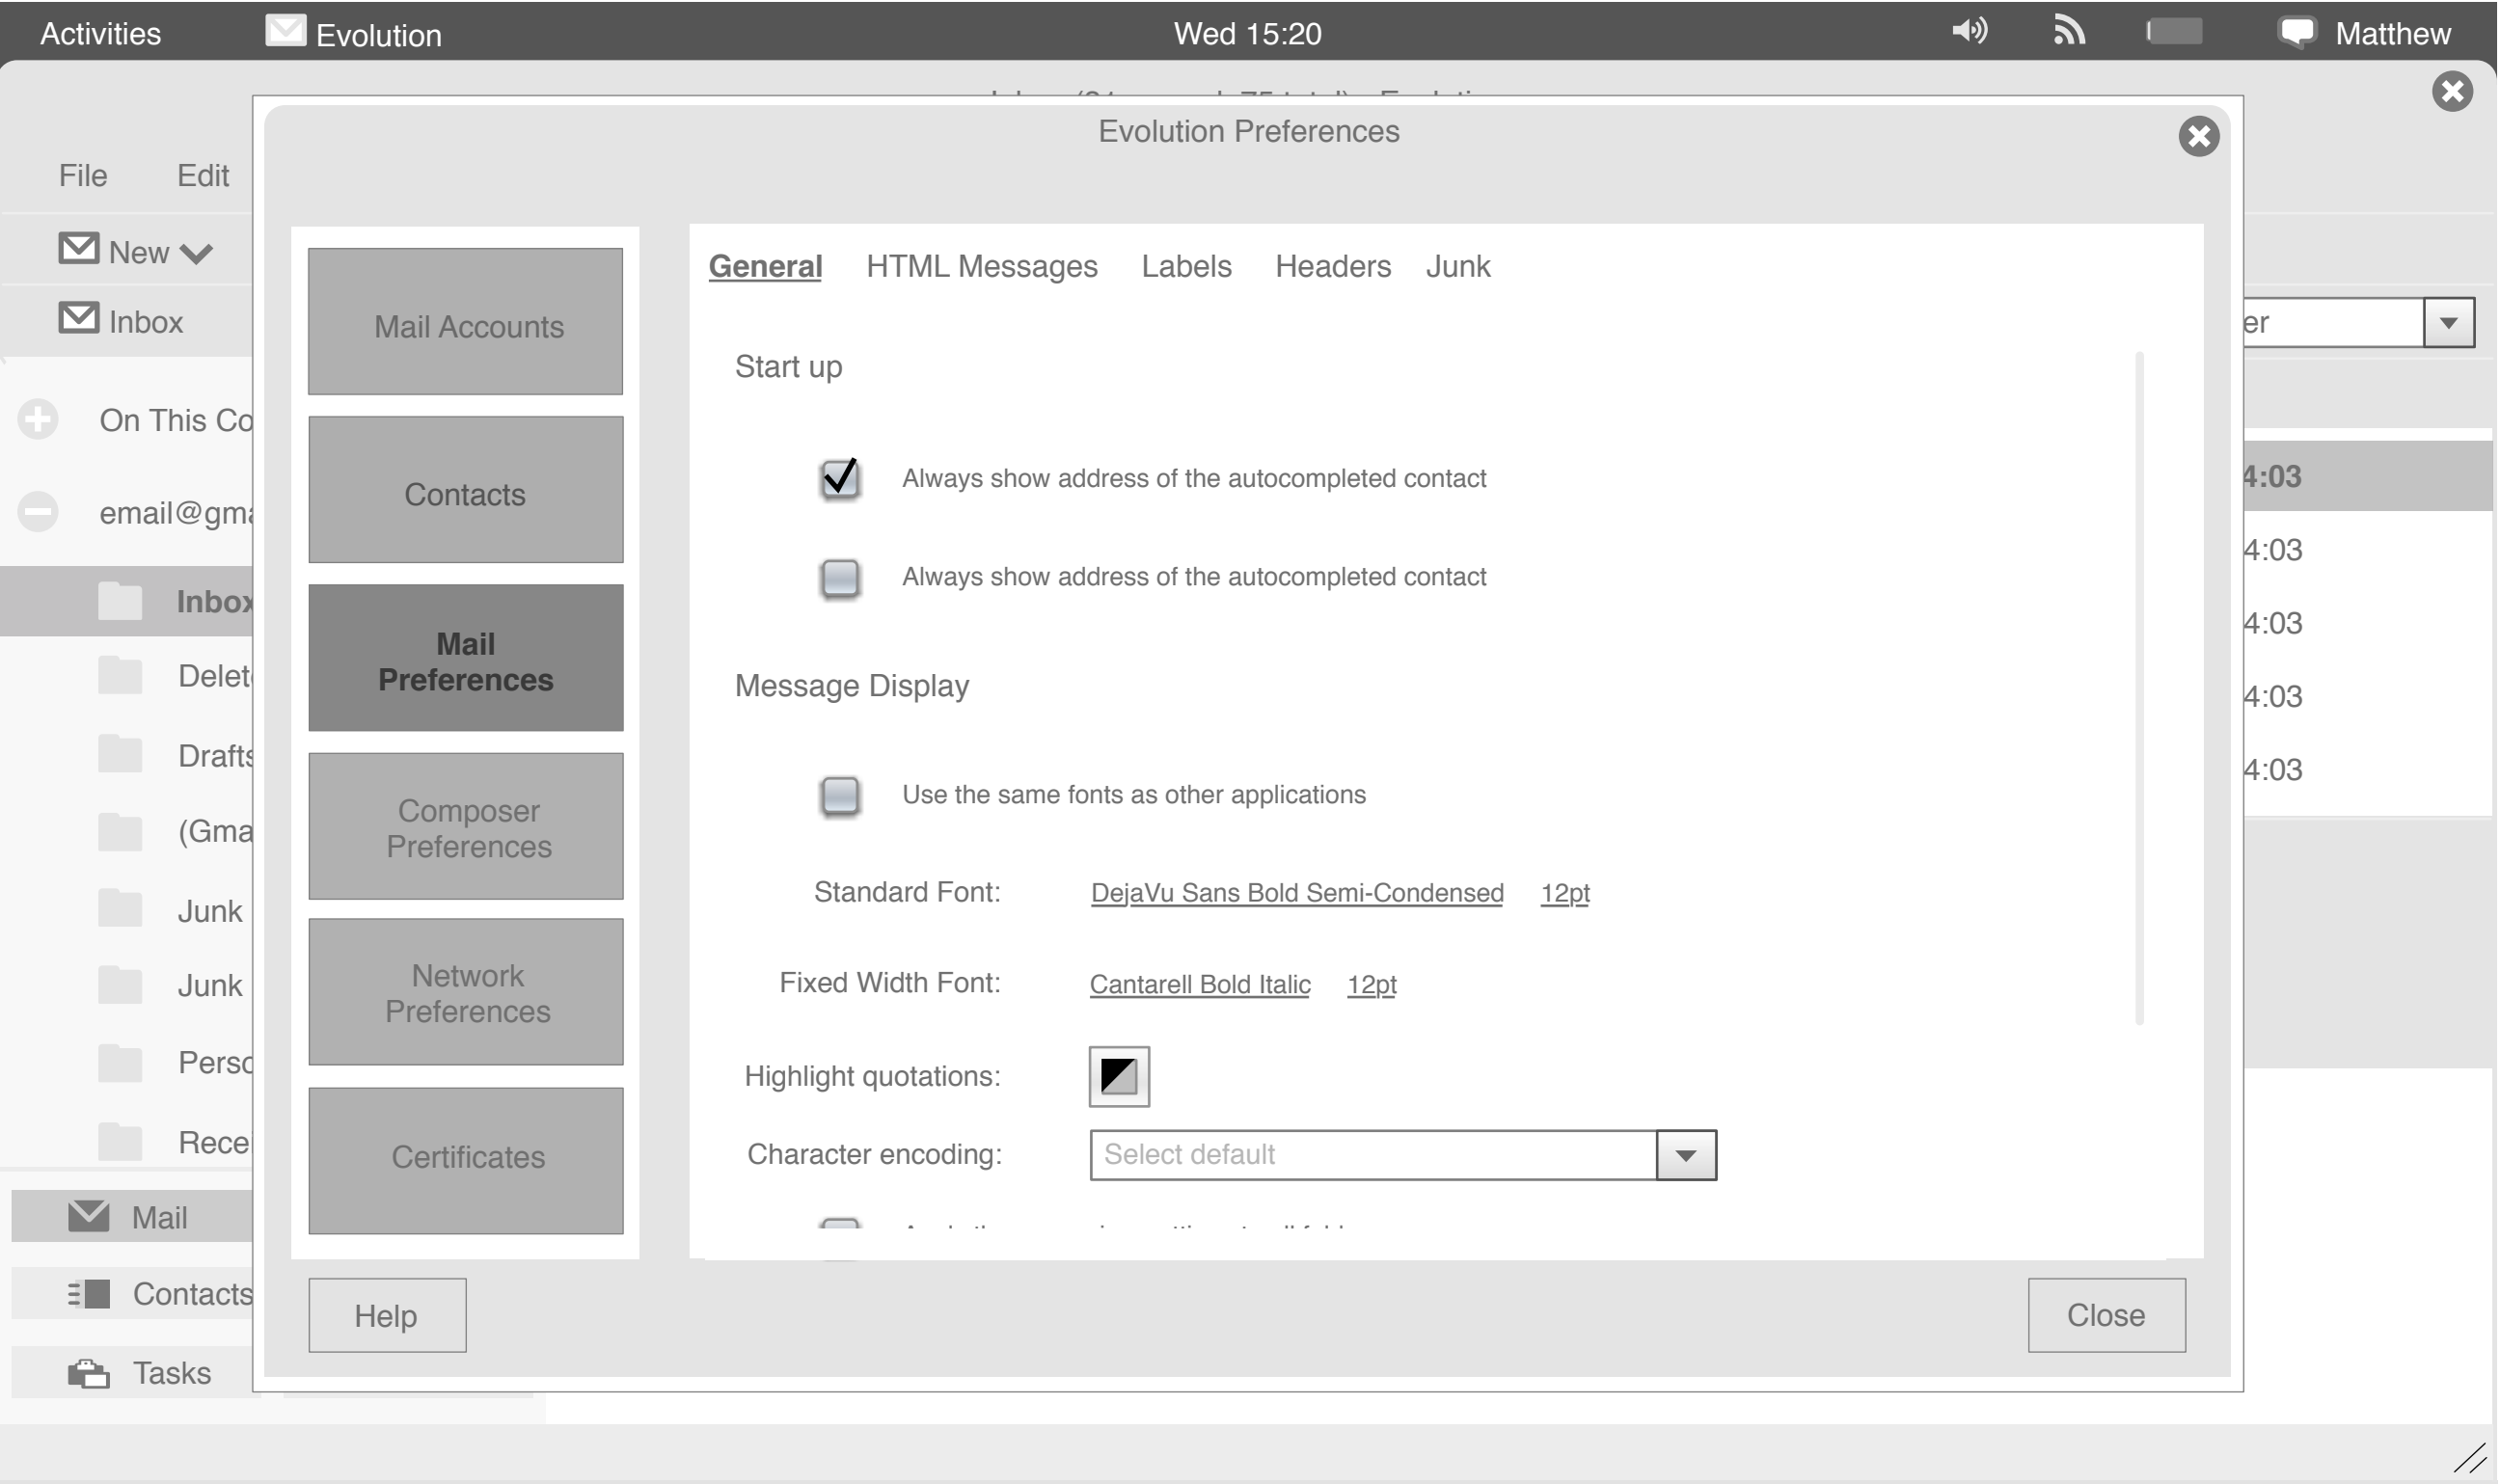 Activities
Evolution
Wed 15:20
Matthew
Evolution Preferences
File Edit
New
Inbox
On This Co
email@gma
Inbox
Delet
Drafts
(Gma
Junk
Junk
Perso
Recei
Mail
Contacts
Tasks
Mail Accounts
Contacts
Mail
Preferences
Composer
Preferences
Network
Preferences
Certificates
General HTML Messages Labels Headers Junk
Start up
Always show address of the autocompleted contact
Always show address of the autocompleted contact
Message Display
Use the same fonts as other applications
Standard Font: DejaVu Sans Bold Semi-Condensed 12pt
Fixed Width Font: Cantarell Bold Italic 12pt
Highlight quotations:
Character encoding: Select default
Help
Close
er
4:03
4:03
4:03
4:03
4:03